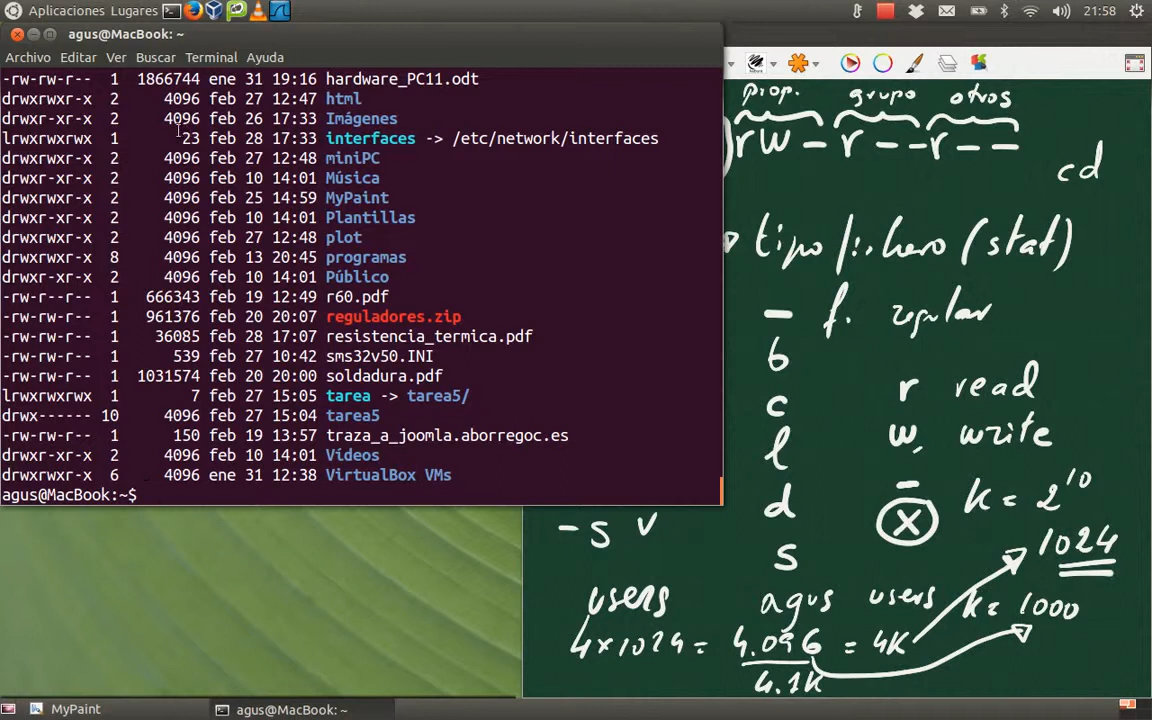 Aplicaciones Lugares
21:58
agus@MacBook: ~
Archivo Editar Ver Buscar Terminal Ayuda
-rw-rw-r-- 1 1866744 ene 31 19:16 hardware_PC11.odt
drwxrwxr-x 2 4096 feb 27 12:47 html
drwxr-xr-x 2 4096 feb 26 17:33 Imágenes
lrwxrwxrwx 1 23 feb 28 17:33 interfaces -> /etc/network/interfaces
drwxrwxr-x 2 4096 feb 27 12:48 miniPC
drwxr-xr-x 2 4096 feb 10 14:01 Música
drwxrwxr-x 2 4096 feb 25 14:59 MyPaint
drwxr-xr-x 2 4096 feb 10 14:01 Plantillas
drwxrwxr-x 2 4096 feb 27 12:48 plot
drwxrwxr-x 8 4096 feb 13 20:45 programas
drwxr-xr-x 2 4096 feb 10 14:01 Público
-rw-rw-r-- 1 666343 feb 19 12:49 r60.pdf
-rw-rw-r-- 1 961376 feb 20 20:07 reguladores.zip
-rw-rw-r-- 1 36085 feb 28 17:07 resistencia_termica.pdf
-rw-rw-r-- 1 539 feb 27 10:42 sms32v50.INI
-rw-rw-r-- 1 1031574 feb 20 20:00 soldadura.pdf
lrwxrwxrwx 1 7 feb 27 15:05 tarea -> tarea5/
drwx------ 10 4096 feb 27 15:04 tarea5
-rw-rw-r-- 1 150 feb 19 13:57 traza_a_joomla.aborregoc.es
drwxr-xr-x 2 4096 feb 10 14:01 Vídeos
drwxrwxr-x 6 4096 ene 31 12:38 VirtualBox VMs
agus@MacBook:~$
prop. grupo otros
rw-r--r--
cd
tipo fichero (stat)
- f. regular
b
c r read
l w, write
d - k = 2^10
x
s
-s v
1024
users agus users k = 1000
4x1024 = 4.096 = 4K
4.1K
MyPaint
agus@MacBook: ~